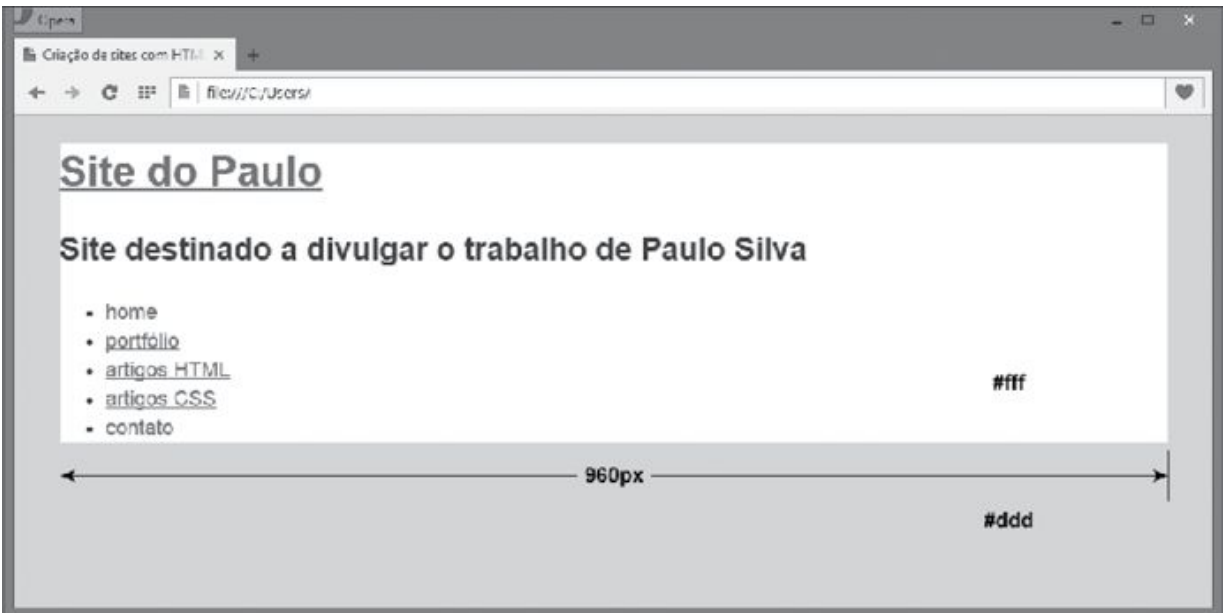 Opera
Criação de sites com HTM
file:///C:/Users/
Site do Paulo
Site destinado a divulgar o trabalho de Paulo Silva
home
portfólio
artigos HTML
artigos CSS
contato
#fff
960px
#ddd